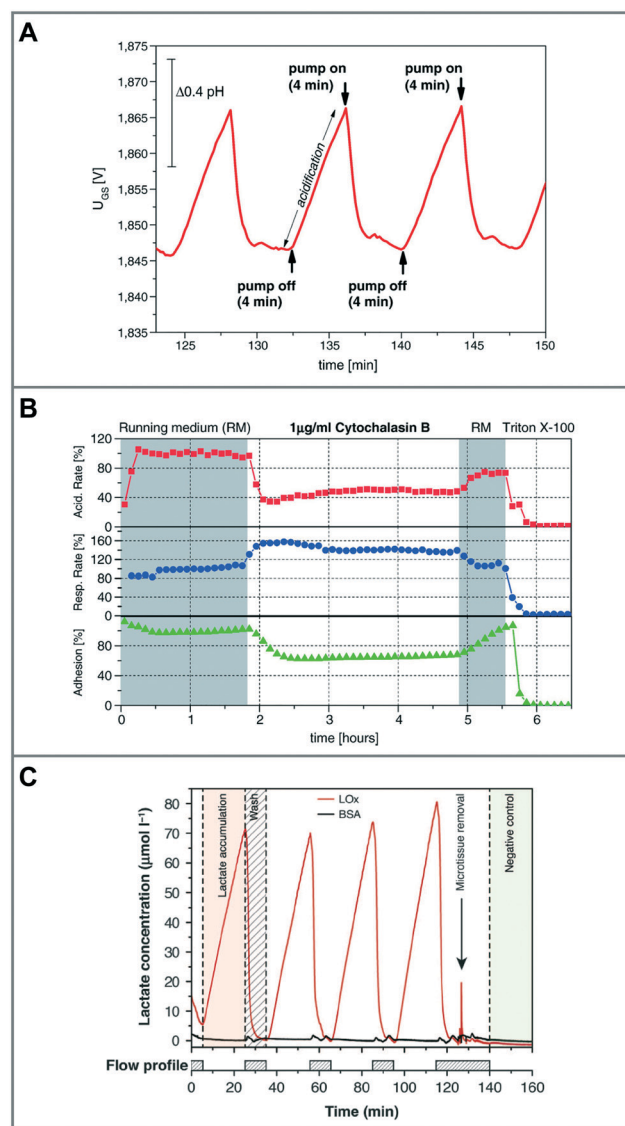 A
1,875
1,870
1,865
1,860
1,855
1,850
1,845
1,840
1,835
U_GS [V]
Δ0.4 pH
pump on
(4 min)
pump on
(4 min)
acidification
pump off
(4 min)
pump off
(4 min)
125 130 135 140 145 150
time [min]
B
Running medium (RM) 1µg/ml Cytochalasin B RM Triton X-100
Acid. Rate [%]
120
80
40
0
Resp. Rate [%]
160
120
80
40
0
Adhesion [%]
80
0
0 1 2 3 4 5 6
time [hours]
C
Lactate concentration (µmol l⁻¹)
80
70
60
50
40
30
20
10
0
Lactate accumulation
Wash
LOx
BSA
Microtissue removal
Negative control
Flow profile
0 20 40 60 80 100 120 140 160
Time (min)